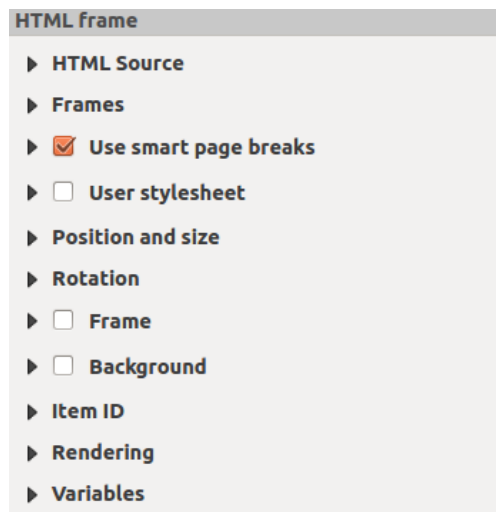 HTML frame
HTML Source
Frames
Use smart page breaks
User stylesheet
Position and size
Rotation
Frame
Background
Item ID
Rendering
Variables